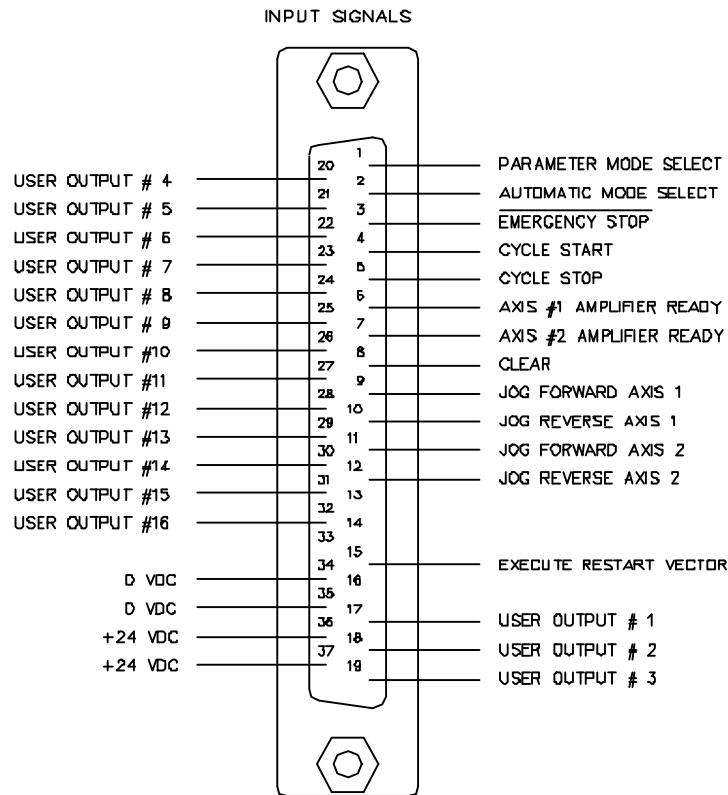 INPUT SIGNALS
1
20
PARAMETER MODE SELECT
USER OUTPUT # 4
2
21
AUTOMATIC MODE SELECT
USER OUTPUT # 5
3
22
EMERGENCY STOP
USER OUTPUT # 6
4
23
CYCLE START
USER OUTPUT # 7
5
24
CYCLE STOP
USER OUTPUT # 8
6
25
AXIS #1 AMPLIFIER READY
USER OUTPUT # 9
7
26
AXIS #2 AMPLIFIER READY
USER OUTPUT #10
8
27
CLEAR
USER OUTPUT #11
9
28
JOG FORWARD AXIS 1
USER OUTPUT #12
10
29
JOG REVERSE AXIS 1
USER OUTPUT #13
11
30
JOG FORWARD AXIS 2
USER OUTPUT #14
12
31
JOG REVERSE AXIS 2
USER OUTPUT #15
13
32
USER OUTPUT #16
14
33
15
34
EXECUTE RESTART VECTOR
0 VDC
16
35
0 VDC
17
36
USER OUTPUT # 1
+24 VDC
18
37
USER OUTPUT # 2
+24 VDC
19
USER OUTPUT # 3